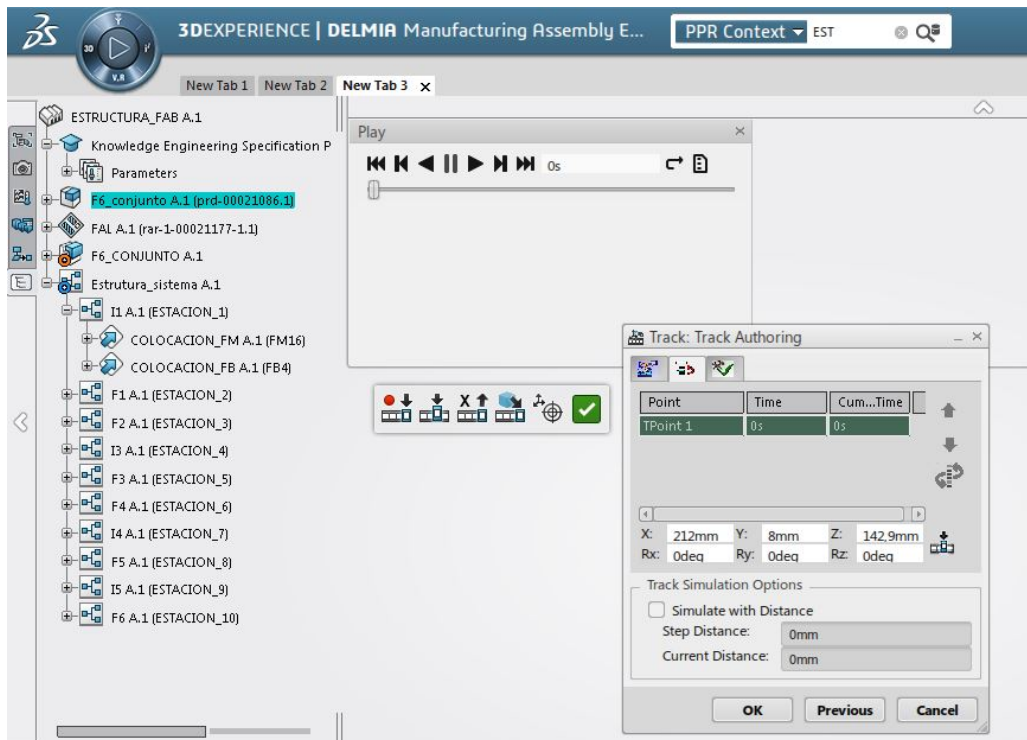 3DEXPERIENCE | DELMIA Manufacturing Assembly E...
PPR Context
EST
3D
V.R
New Tab 1
New Tab 2
New Tab 3 x
ESTRUCTURA_FAB A.1
Knowledge Engineering Specification P
Parameters
F6_conjunto A.1 (prd-00021086.1)
FAL A.1 (rar-1-00021177-1.1)
F6_CONJUNTO A.1
Estrutura_sistema A.1
I1 A.1 (ESTACION_1)
COLOCACION_FM A.1 (FM16)
COLOCACION_FB A.1 (FB4)
F1 A.1 (ESTACION_2)
F2 A.1 (ESTACION_3)
I3 A.1 (ESTACION_4)
F3 A.1 (ESTACION_5)
F4 A.1 (ESTACION_6)
I4 A.1 (ESTACION_7)
F5 A.1 (ESTACION_8)
I5 A.1 (ESTACION_9)
F6 A.1 (ESTACION_10)
Play
0s
Track: Track Authoring
Point Time Cum...Time
TPoint 1 0s 0s
X: 212mm Y: 8mm Z: 142,9mm
Rx: 0deg Ry: 0deg Rz: 0deg
Track Simulation Options
Simulate with Distance
Step Distance: 0mm
Current Distance: 0mm
OK Previous Cancel